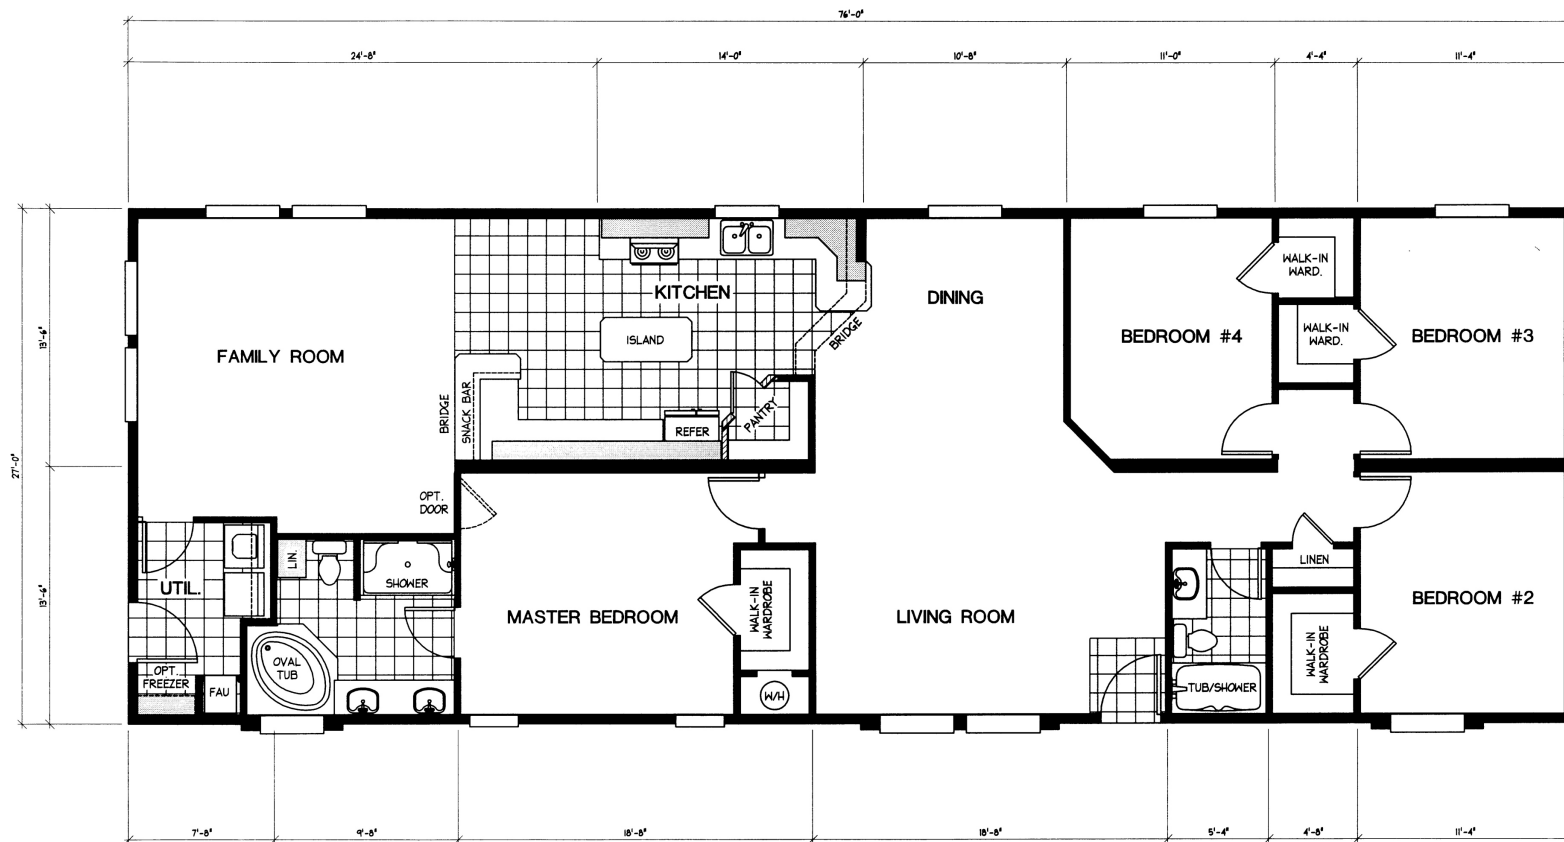 76'-0"
24'-8"
14'-0"
10'-8"
11'-0"
4'-4"
11'-4"
27'-0"
13'-6"
13'-6"
FAMILY ROOM
KITCHEN
ISLAND
BRIDGE
SNACK BAR
BRIDGE
REFER
PANTRY
DINING
BEDROOM #4
WALK-IN
WARD.
WALK-IN
WARD.
BEDROOM #3
OPT.
DOOR
UTIL.
LIN.
SHOWER
OPT.
FREEZER
FAU
OVAL
TUB
MASTER BEDROOM
WALK-IN
WARDROBE
W/H
LIVING ROOM
TUB/SHOWER
LINEN
WALK-IN
WARDROBE
BEDROOM #2
7'-8"
9'-8"
18'-8"
18'-8"
5'-4"
4'-8"
11'-4"